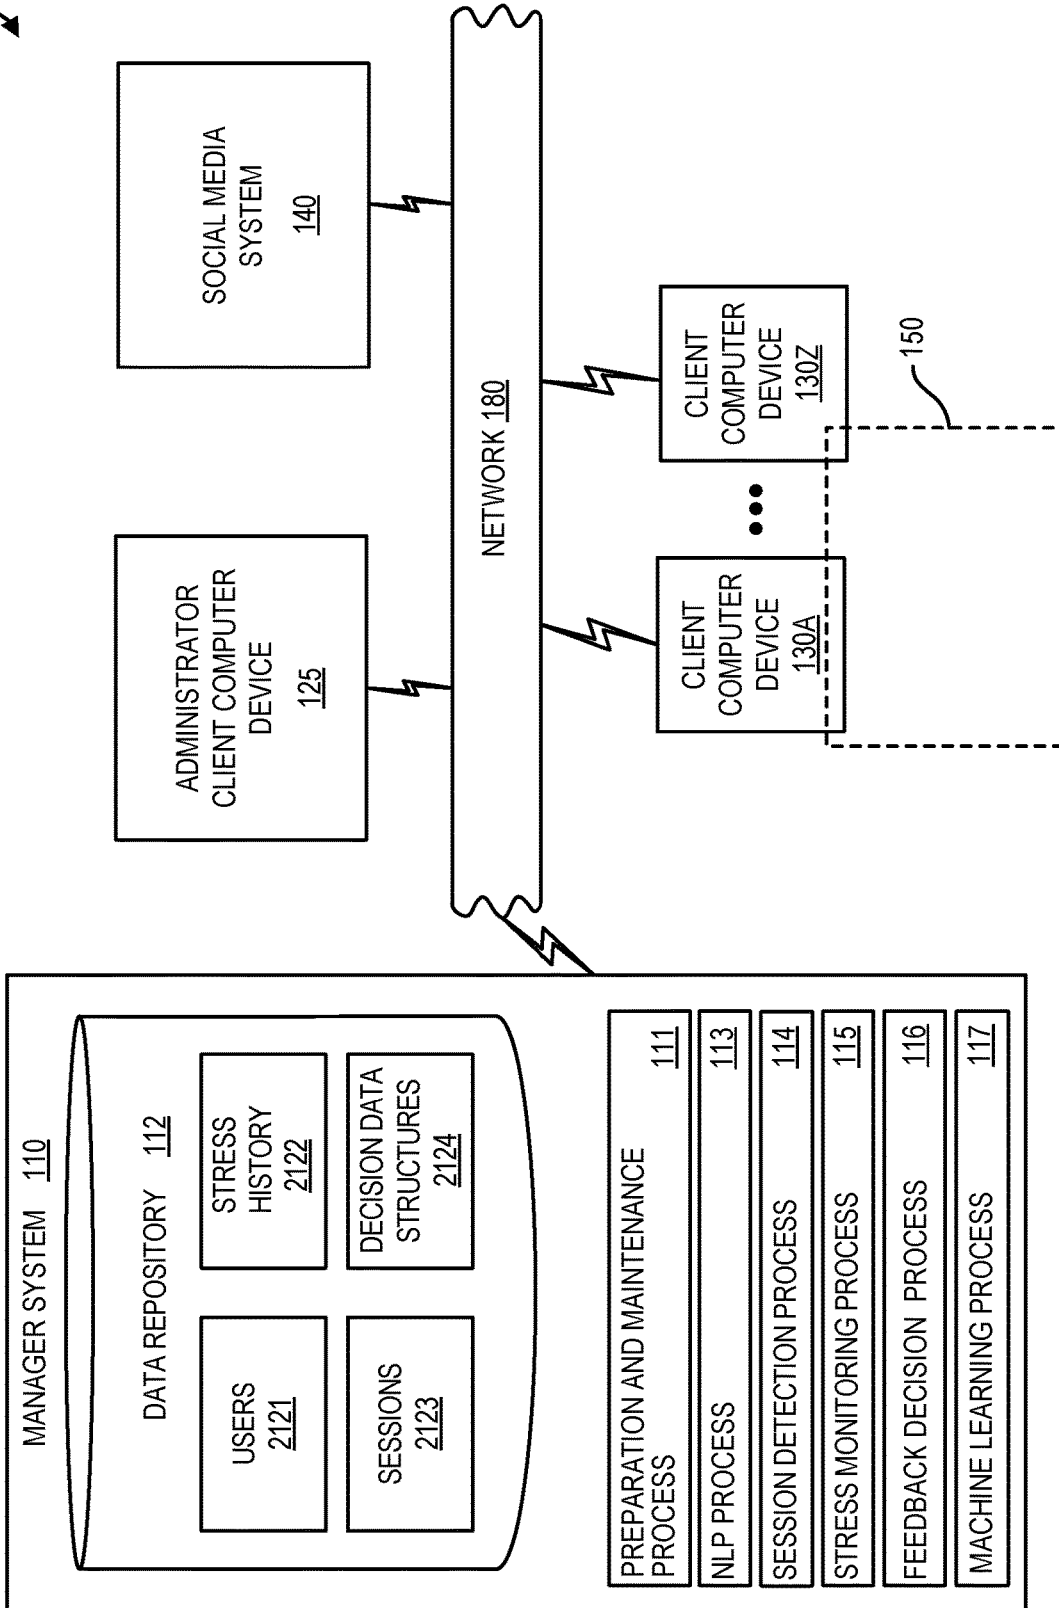 MANAGER SYSTEM 110
DATA REPOSITORY 112
USERS
2121
STRESS
HISTORY
2122
SESSIONS
2123
DECISION DATA
STRUCTURES
2124
PREPARATION AND MAINTENANCE
PROCESS 111
NLP PROCESS 113
SESSION DETECTION PROCESS 114
STRESS MONITORING PROCESS 115
FEEDBACK DECISION PROCESS 116
MACHINE LEARNING PROCESS 117
ADMINISTRATOR
CLIENT COMPUTER
DEVICE
125
SOCIAL MEDIA
SYSTEM
140
NETWORK 180
CLIENT
COMPUTER
DEVICE
130A
CLIENT
COMPUTER
DEVICE
130Z
150